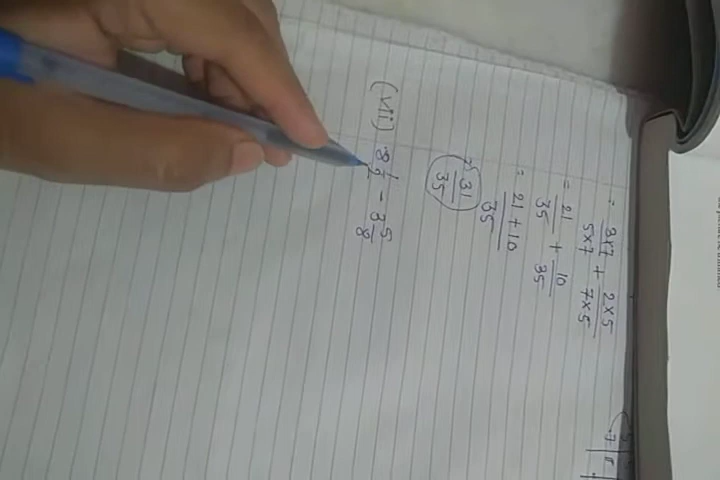 = 3×7/5×7 + 2×5/7×5
= 21/35 + 10/35
= 21 + 10/35
= 31/35
(vii) 8 1/2 - 3 5/8